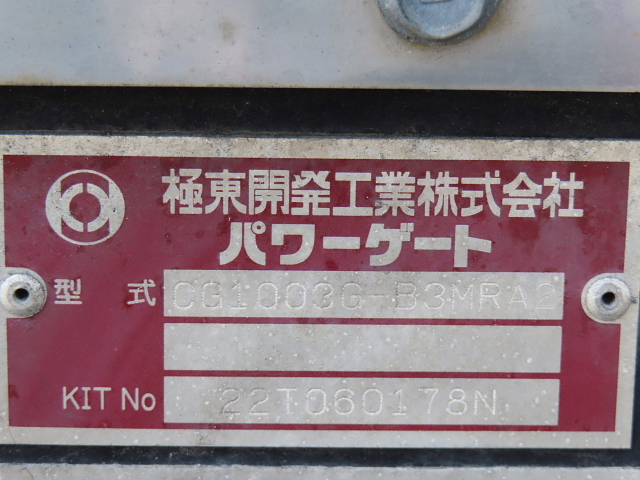 極東開発工業株式会社
パワーゲート
型式 CG1003G-B3MRA2
KIT No 22T060178N